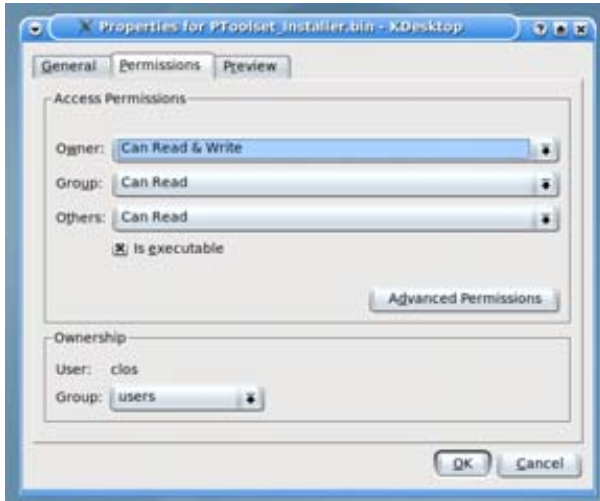 Properties for PToolset_Installer.bin - KDesktop
General Permissions Preview
Access Permissions
Owner: Can Read & Write
Group: Can Read
Others: Can Read
Is executable
Advanced Permissions
Ownership
User: clos
Group: users
OK Cancel